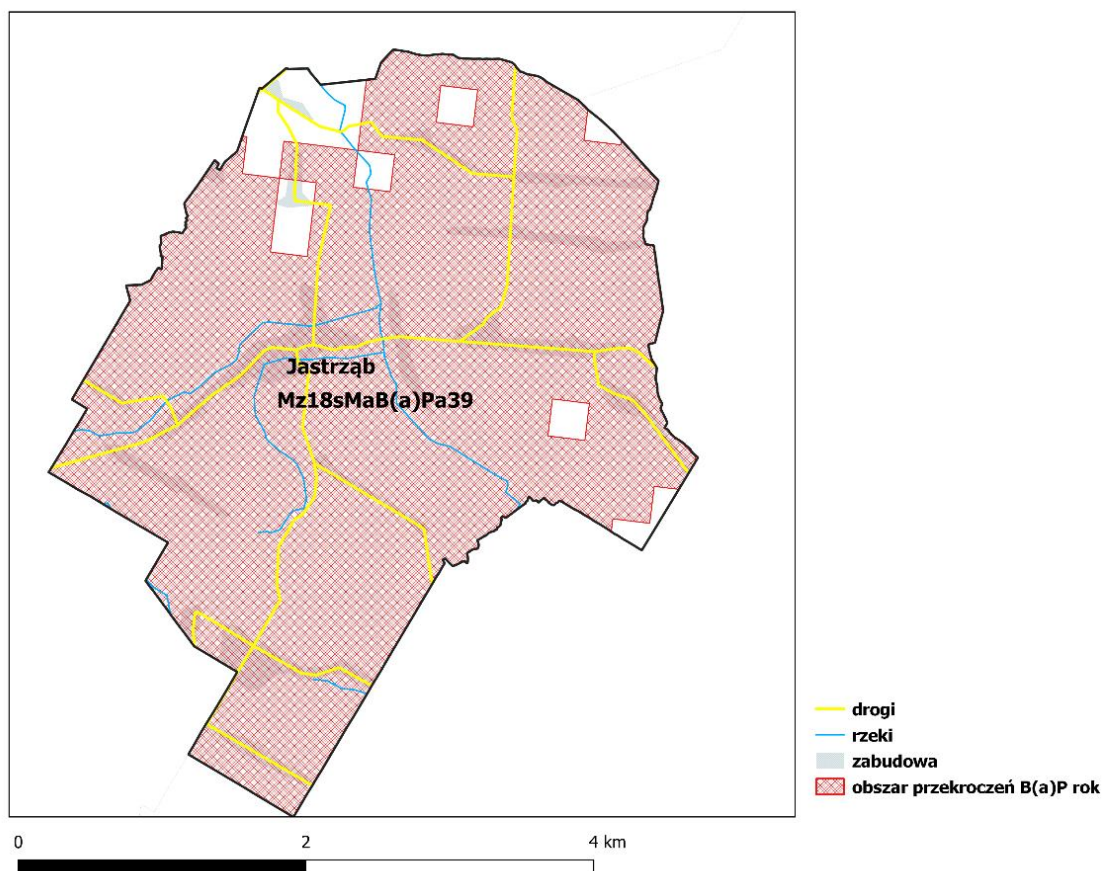 Jastrząb
Mz18sMaB(a)Pa39
drogi
rzeki
zabudowa
obszar przekroczeń B(a)P rok
0 2 4 km